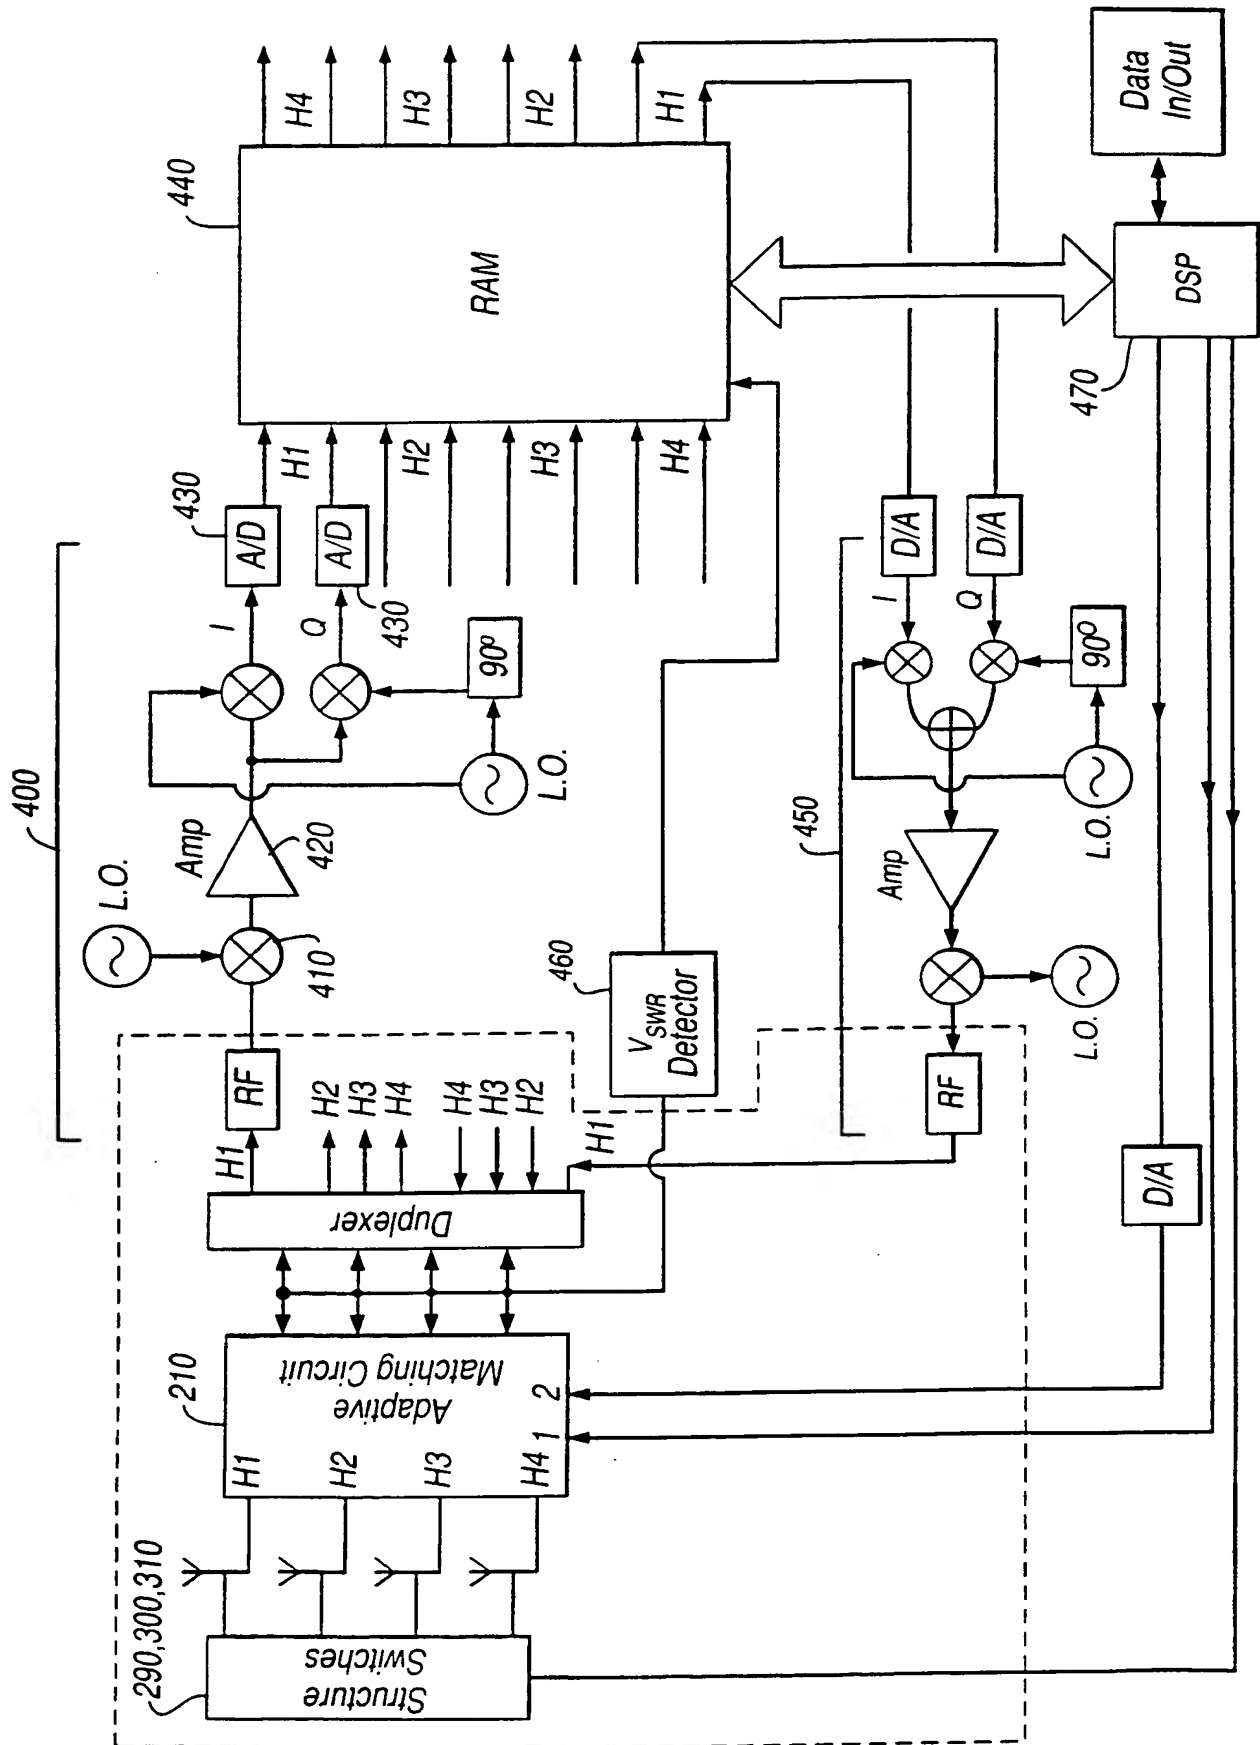 290,300,310
Structure
Switches
H1
H2
H3
H4
210
Adaptive
Matching Circuit
1
2
Duplexer
H1
H2
H3
H4
H4
H3
H2
H1
RF
400
L.O.
410
Amp
420
L.O.
90º
I
Q
430
A/D
A/D
430
H1
H2
H3
H4
440
RAM
H4
H3
H2
H1
460
VSWR
Detector
450
D/A
D/A
I
Q
90º
L.O.
Amp
L.O.
RF
D/A
470
DSP
Data
In/Out